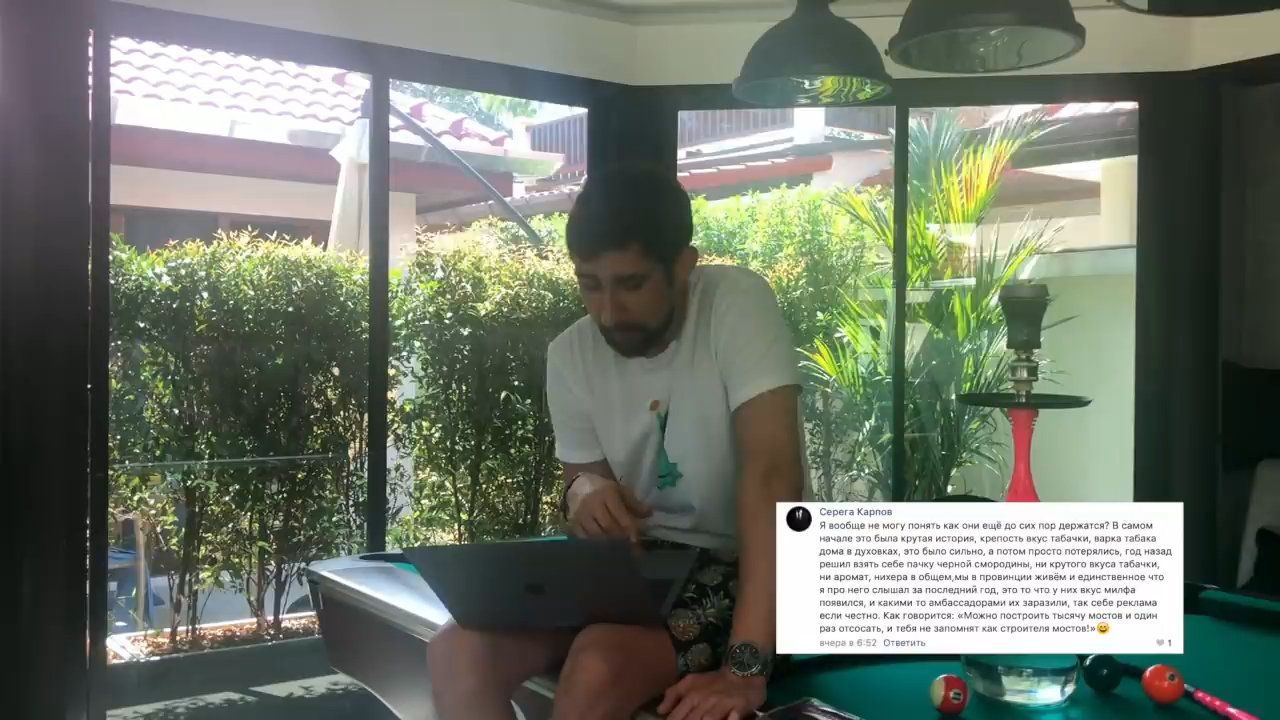 Серега Карпов
Я вообще не могу понять как они ещё до сих пор держатся? В самом
начале это была крутая история, крепость вкус табачки, варка табака
дома в духовках, это было сильно, а потом просто потерялись, год назад
решил взять себе пачку черной смородины, ни крутого вкуса табачки,
ни аромат, нихера в общем,мы в провинции живём и единственное что
я про него слышал за последний год, это то что у них вкус милфа
появился, и какими то амбассадорами их заразили, так себе реклама
если честно. Как говорится: «Можно построить тысячу мостов и один
раз отсосать, и тебя не запомнят как строителя мостов!»😄
вчера в 6:52 Ответить
1